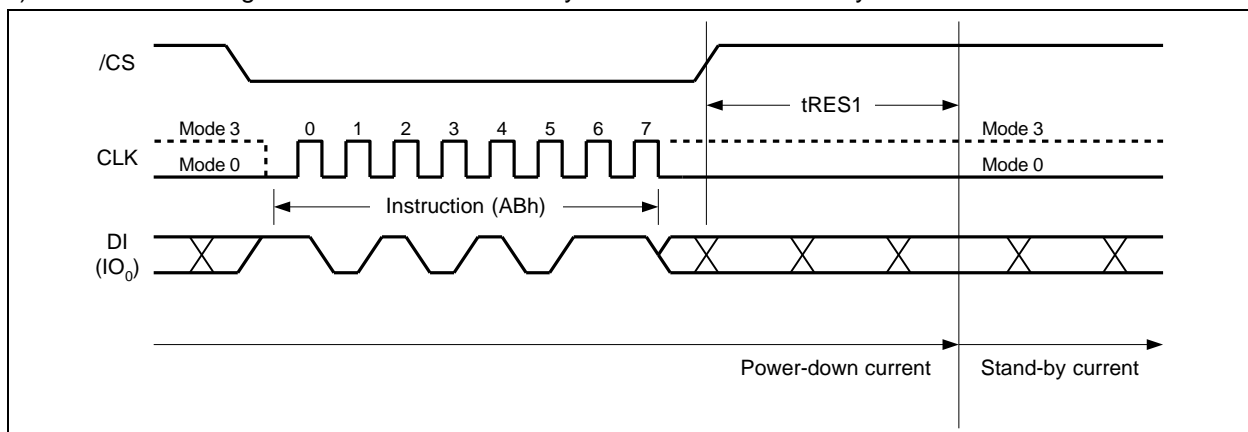 /CS
tRES1
Mode 3 0 1 2 3 4 5 6 7 Mode 3
CLK
Mode 0 Mode 0
Instruction (ABh)
DI
(IO0)
Power-down current Stand-by current